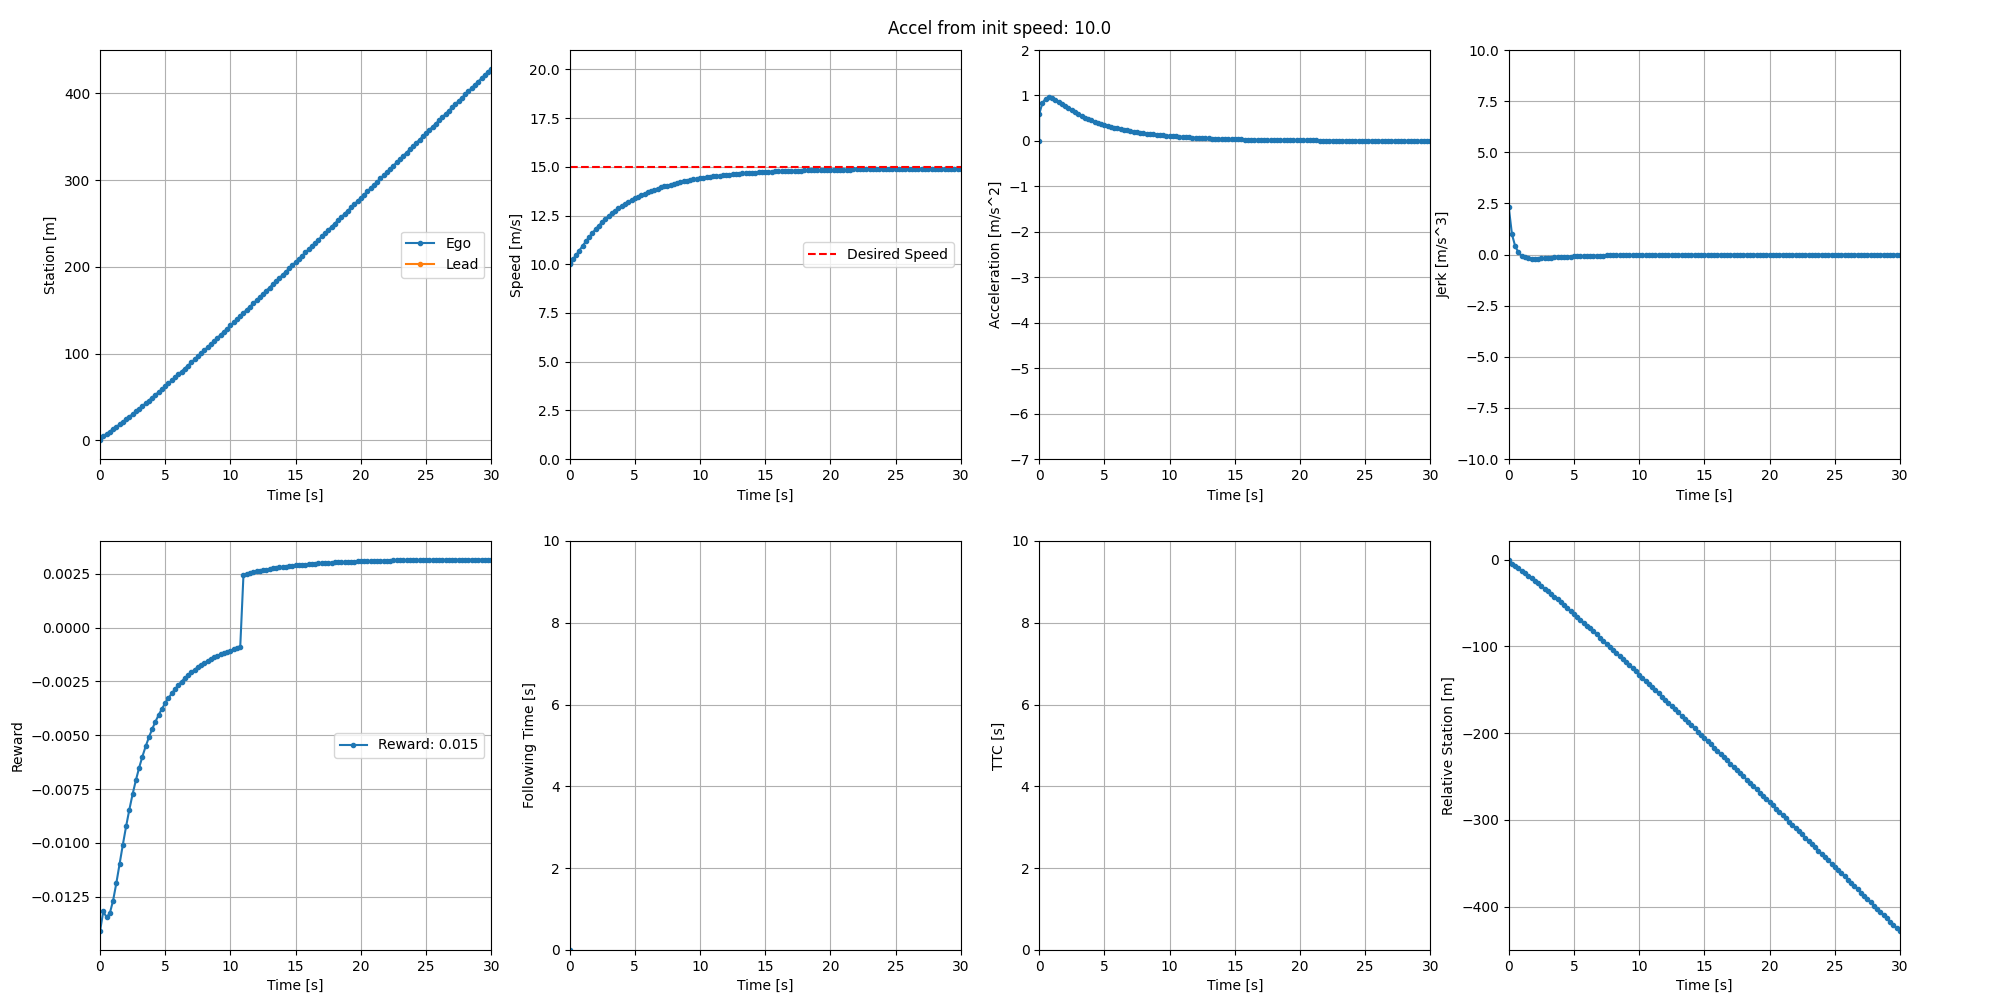 Accel from init speed: 10.0
Station [m]
400
300
200
100
0
Ego
Lead
0 5 10 15 20 25 30
Time [s]
Speed [m/s]
20.0
17.5
15.0
12.5
10.0
7.5
5.0
2.5
0.0
Desired Speed
0 5 10 15 20 25 30
Time [s]
Acceleration [m/s^2]
2
1
0
−1
−2
−3
−4
−5
−6
−7
0 5 10 15 20 25 30
Time [s]
Jerk [m/s^3]
10.0
7.5
5.0
2.5
0.0
−2.5
−5.0
−7.5
−10.0
0 5 10 15 20 25 30
Time [s]
Reward
0.0025
0.0000
−0.0025
−0.0050
−0.0075
−0.0100
−0.0125
Reward: 0.015
0 5 10 15 20 25 30
Time [s]
Following Time [s]
10
8
6
4
2
0
0 5 10 15 20 25 30
Time [s]
TTC [s]
10
8
6
4
2
0
0 5 10 15 20 25 30
Time [s]
Relative Station [m]
0
−100
−200
−300
−400
0 5 10 15 20 25 30
Time [s]